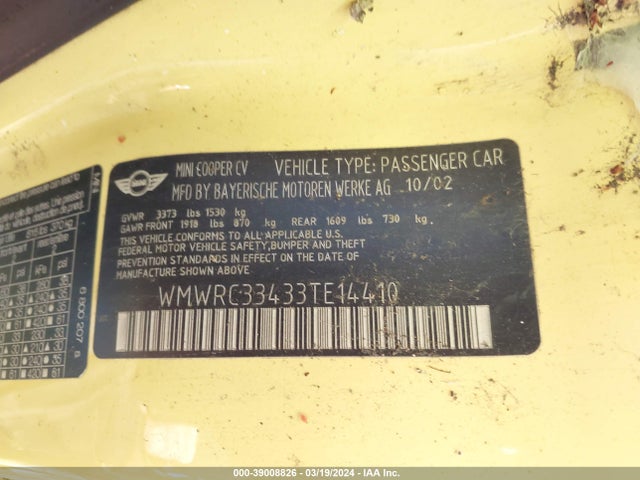 MINI COOPER CV VEHICLE TYPE: PASSENGER CAR
MFD BY BAYERISCHE MOTOREN WERKE AG 10/02
GVWR 3373 lbs 1530 kg
GAWR FRONT 1918 lbs 870 kg REAR 1609 lbs 730 kg.
THIS VEHICLE CONFORMS TO ALL APPLICABLE U.S.
FEDERAL MOTOR VEHICLE SAFETY,BUMPER AND THEFT
PREVENTION STANDARDS IN EFFECT ON THE DATE OF
MANUFACTURE SHOWN ABOVE.
WMWRC33433TE14410
6 800 207
000-39008826 - 03/19/2024 - IAA Inc.